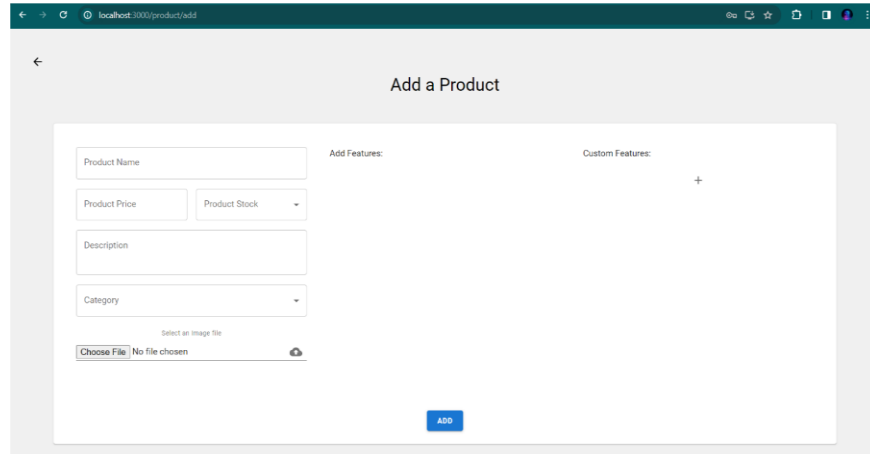 localhost:3000/product/add
Add a Product
Product Name
Product Price
Product Stock
Description
Category
Select an image file
Choose File No file chosen
Add Features:
Custom Features:
+
ADD